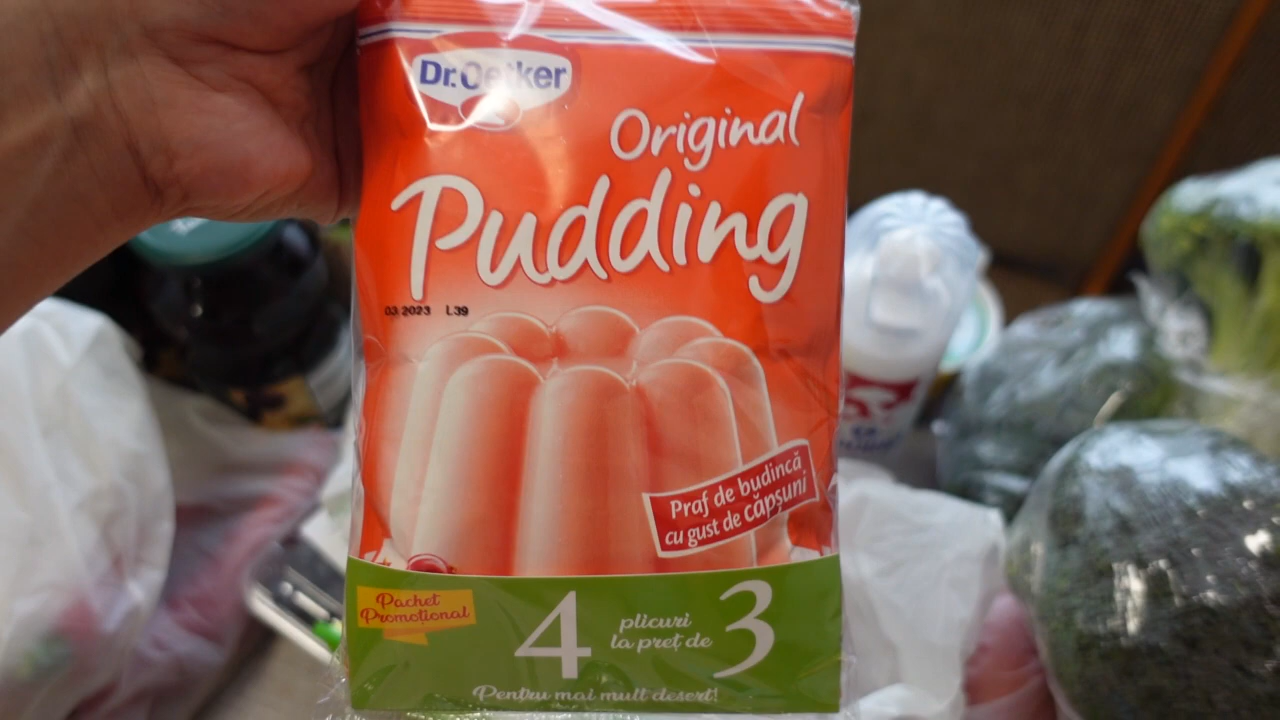 Dr.Oetker
Original
Pudding
03.2023 L39
Praf de budincă
cu gust de căpșuni
Pachet
Promoțional
4 plicuri la preț de 3
Pentru mai mult desert!